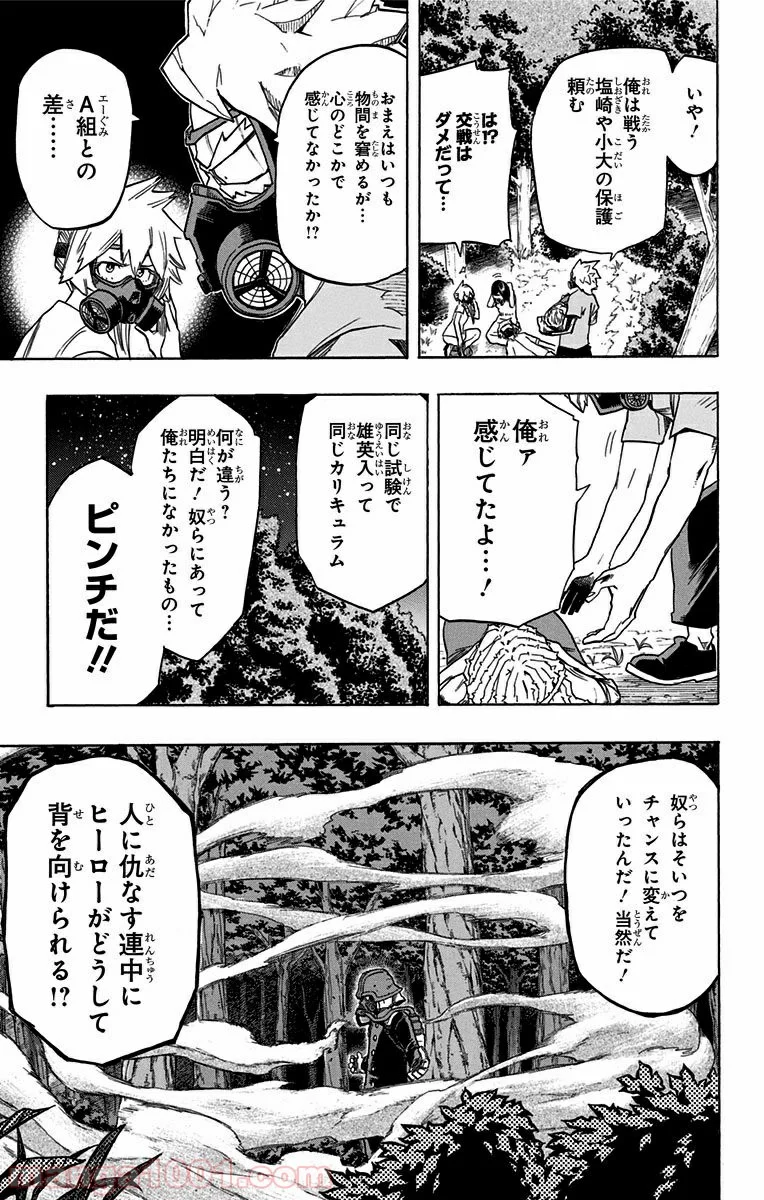 いや！
俺は戦う
塩崎や小大の保護
頼む
は!?
交戦は
ダメだって…
おまえはいつも
物間を窘めるが…
心のどこかで
感じてなかったか!?
A組との
差……
俺ァ
感じてたよ…！
同じ試験で
雄英入って
同じカリキュラム
何が違う？
明白だ！奴らにあって
俺たちになかったもの…
ピンチだ!!
奴らはそいつを
チャンスに変えて
いったんだ！当然だ！
人に仇なす連中に
ヒーローがどうして
背を向けられる!?
manga1001.com